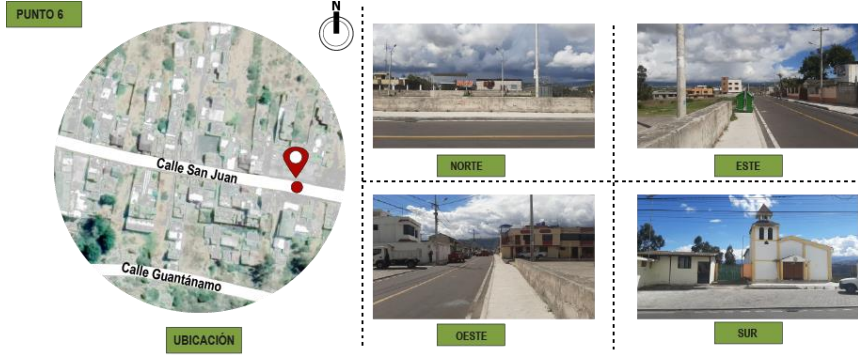 PUNTO 6
N
Calle San Juan
Calle Guantánamo
UBICACIÓN
NORTE
ESTE
OESTE
SUR